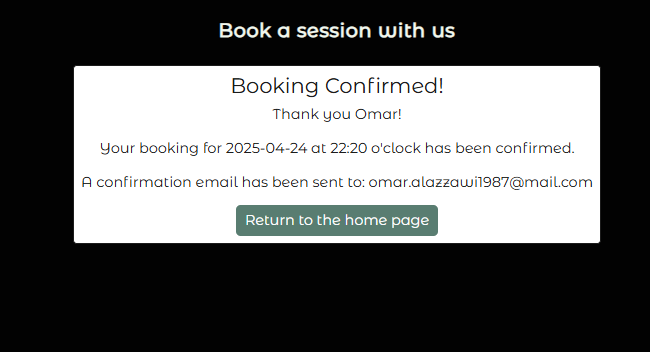 Book a session with us
Booking Confirmed!
Thank you Omar!
Your booking for 2025-04-24 at 22:20 o'clock has been confirmed.
A confirmation email has been sent to: omar.alazzawi1987@mail.com
Return to the home page